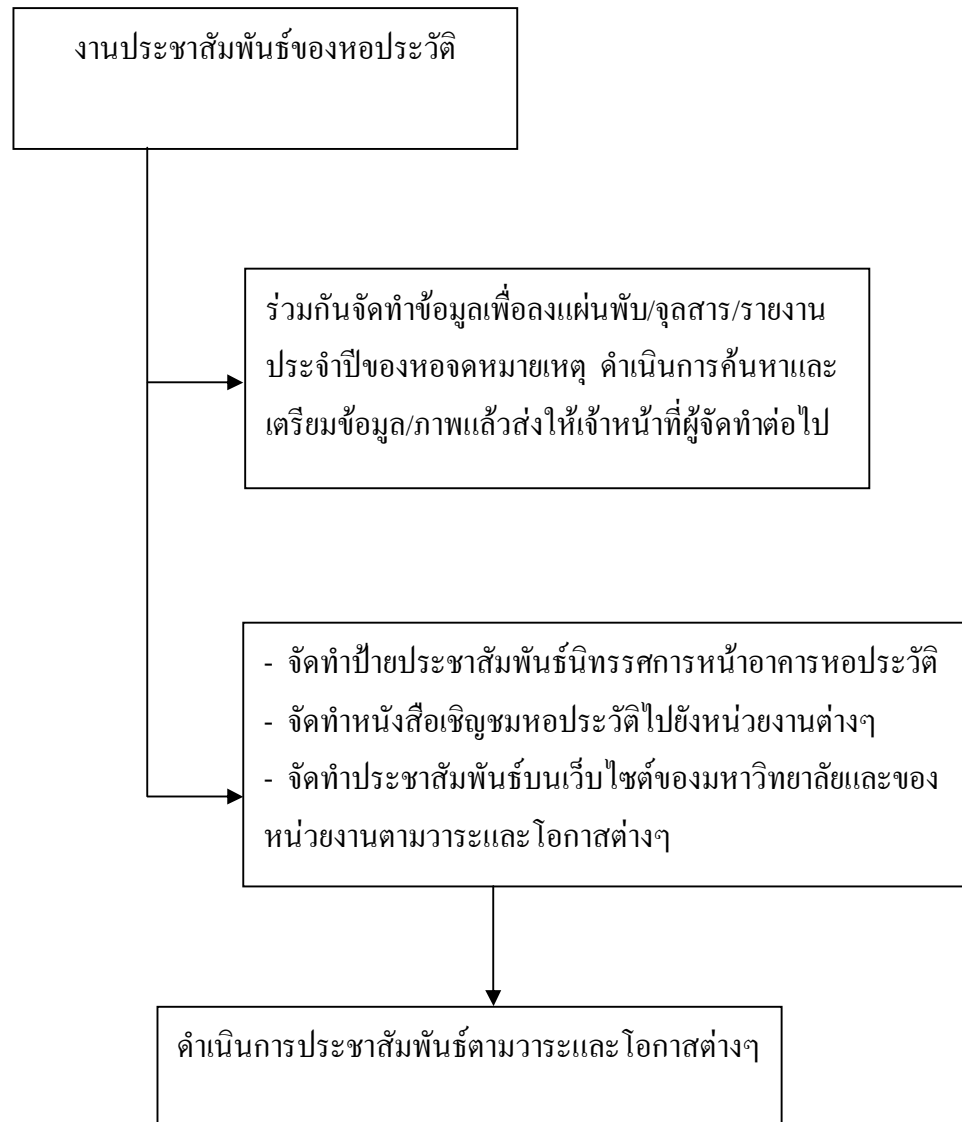 งานประชาสัมพันธ์ของหอประวัติ
ร่วมกันจัดทำข้อมูลเพื่อลงแผ่นพับ/จุลสาร/รายงาน
ประจำปีของหอจดหมายเหตุ ดำเนินการค้นหาและ
เตรียมข้อมูล/ภาพแล้วส่งให้เจ้าหน้าที่ผู้จัดทำต่อไป
- จัดทำป้ายประชาสัมพันธ์นิทรรศการหน้าอาคารหอประวัติ
- จัดทำหนังสือเชิญชมหอประวัติไปยังหน่วยงานต่างๆ
- จัดทำประชาสัมพันธ์บนเว็บไซต์ของมหาวิทยาลัยและของ
หน่วยงานตามวาระและโอกาสต่างๆ
ดำเนินการประชาสัมพันธ์ตามวาระและโอกาสต่างๆ